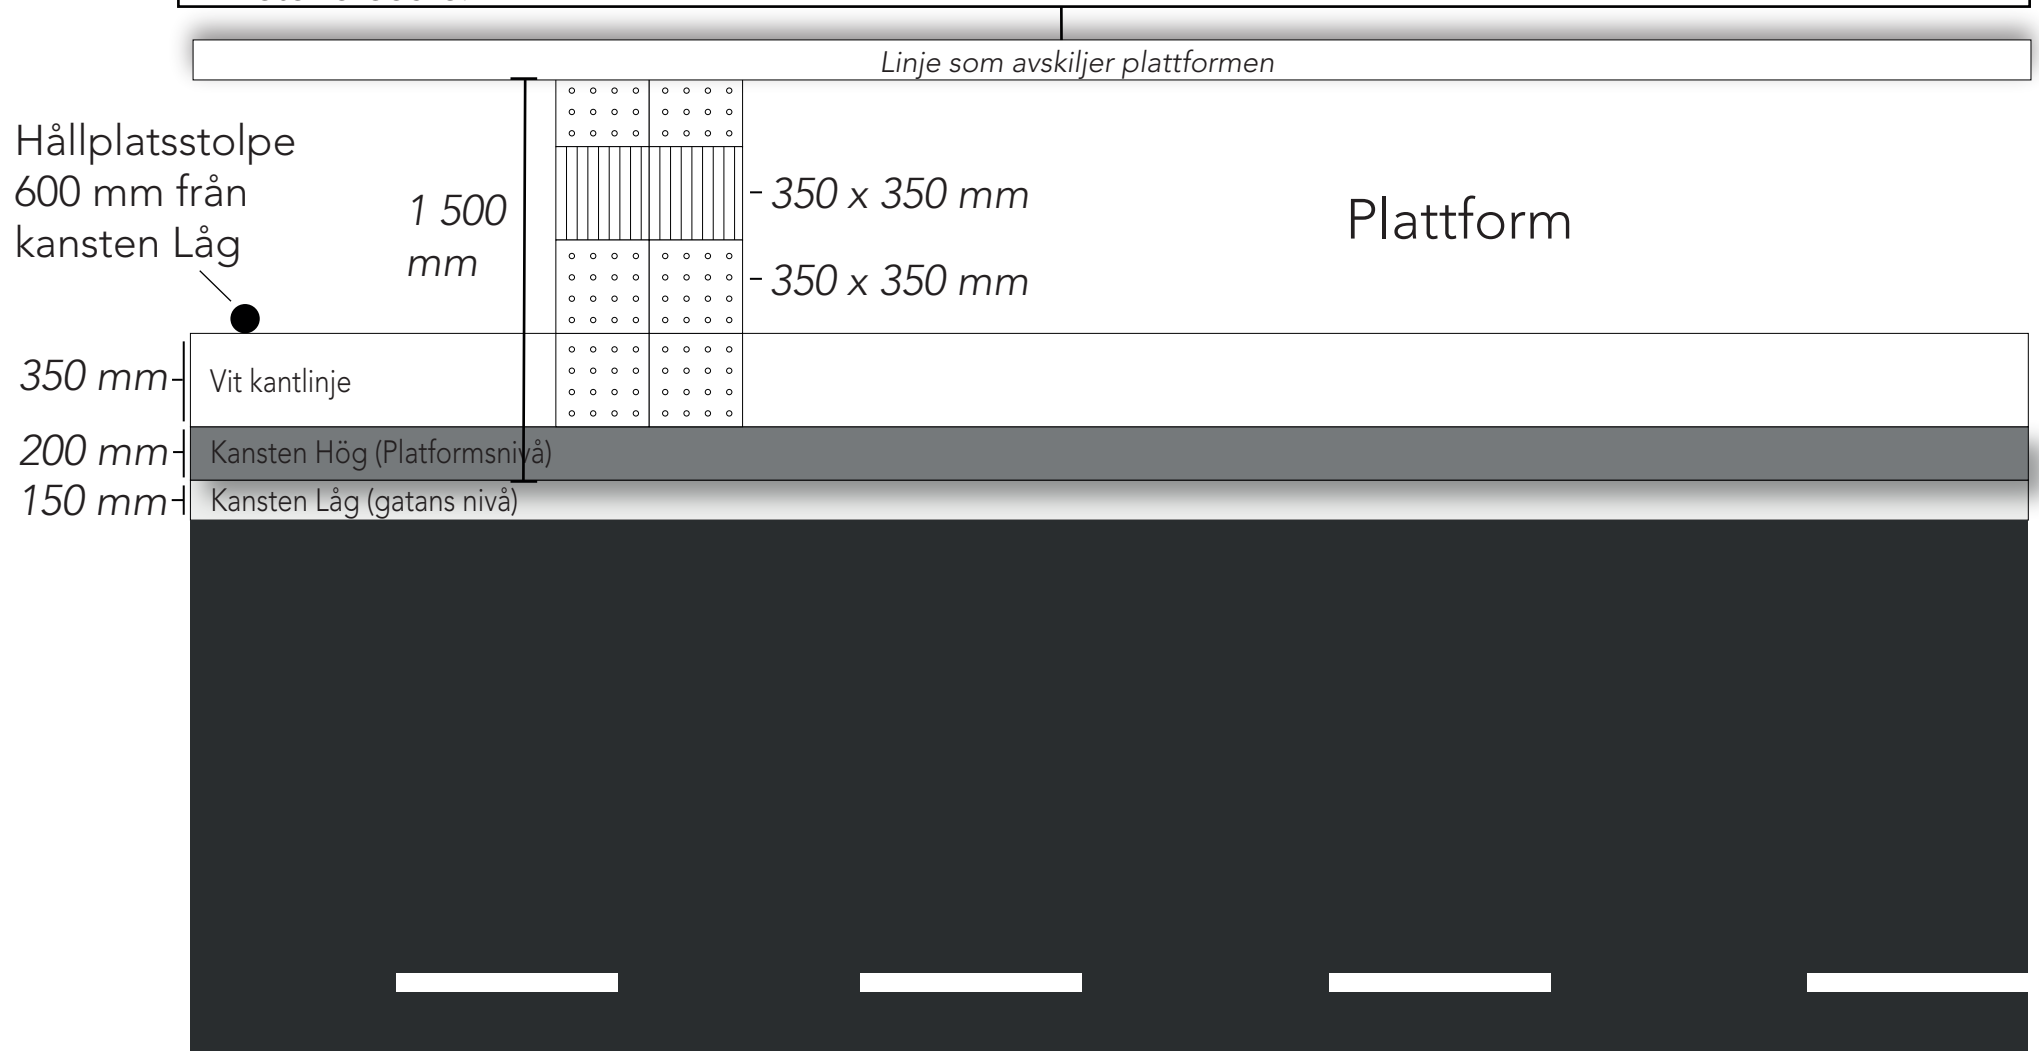 Linje som avskiljer plattformen
Hållplatsstolpe
600 mm från
kansten Låg
1 500
mm
350 x 350 mm
350 x 350 mm
Plattform
350 mm
Vit kantlinje
200 mm
Kansten Hög (Platformsnivå)
150 mm
Kansten Låg (gatans nivå)